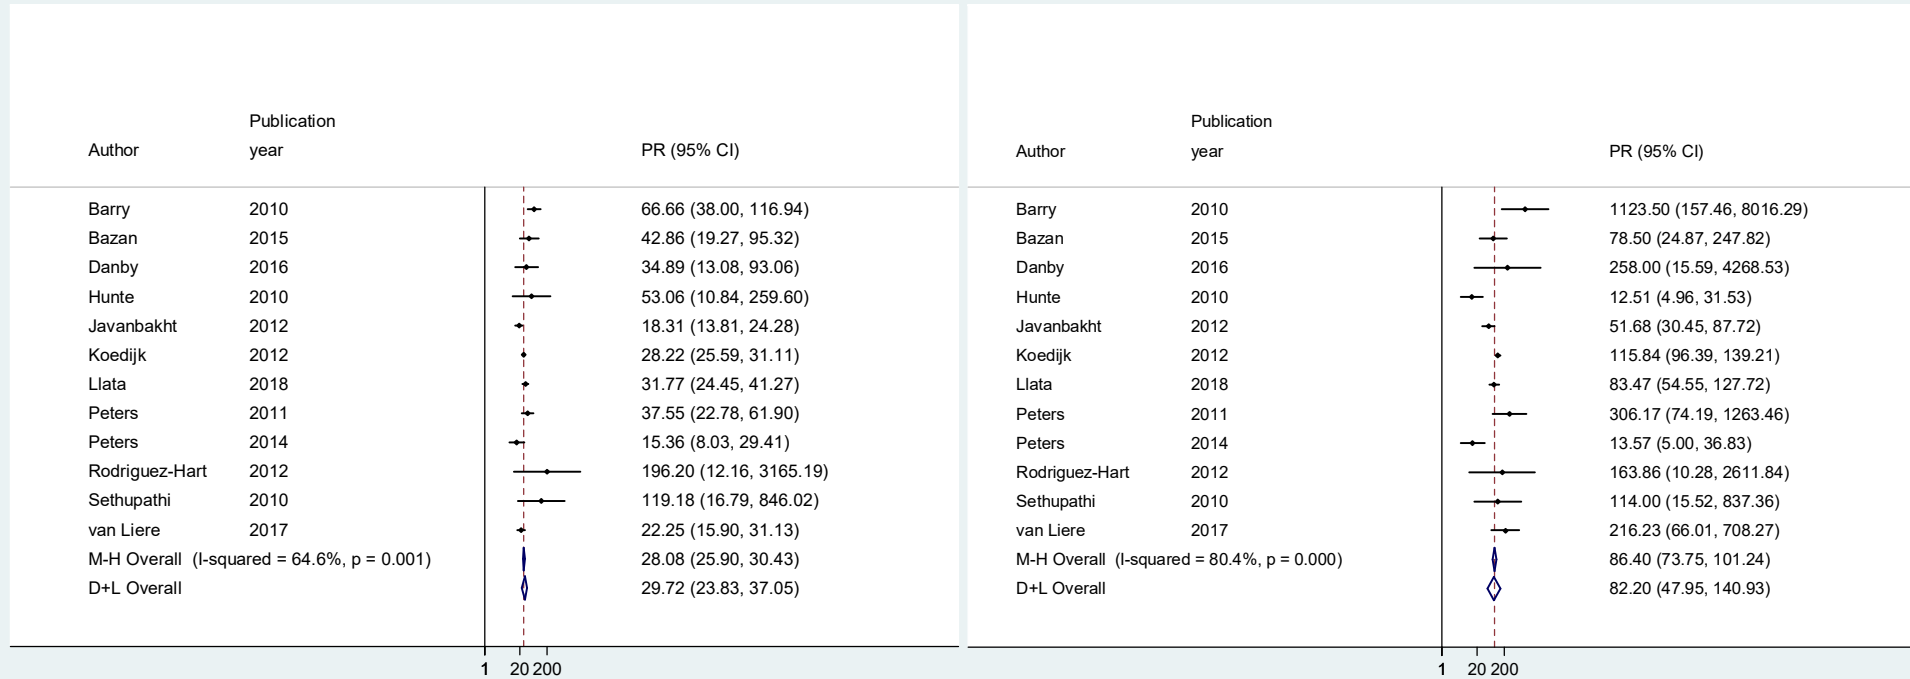 Publication
Author year PR (95% CI)
Barry 2010 66.66 (38.00, 116.94)
Bazan 2015 42.86 (19.27, 95.32)
Danby 2016 34.89 (13.08, 93.06)
Hunte 2010 53.06 (10.84, 259.60)
Javanbakht 2012 18.31 (13.81, 24.28)
Koedijk 2012 28.22 (25.59, 31.11)
Llata 2018 31.77 (24.45, 41.27)
Peters 2011 37.55 (22.78, 61.90)
Peters 2014 15.36 (8.03, 29.41)
Rodriguez-Hart 2012 196.20 (12.16, 3165.19)
Sethupathi 2010 119.18 (16.79, 846.02)
van Liere 2017 22.25 (15.90, 31.13)
M-H Overall (I-squared = 64.6%, p = 0.001) 28.08 (25.90, 30.43)
D+L Overall 29.72 (23.83, 37.05)
1 20 200
Publication
Author year PR (95% CI)
Barry 2010 1123.50 (157.46, 8016.29)
Bazan 2015 78.50 (24.87, 247.82)
Danby 2016 258.00 (15.59, 4268.53)
Hunte 2010 12.51 (4.96, 31.53)
Javanbakht 2012 51.68 (30.45, 87.72)
Koedijk 2012 115.84 (96.39, 139.21)
Llata 2018 83.47 (54.55, 127.72)
Peters 2011 306.17 (74.19, 1263.46)
Peters 2014 13.57 (5.00, 36.83)
Rodriguez-Hart 2012 163.86 (10.28, 2611.84)
Sethupathi 2010 114.00 (15.52, 837.36)
van Liere 2017 216.23 (66.01, 708.27)
M-H Overall (I-squared = 80.4%, p = 0.000) 86.40 (73.75, 101.24)
D+L Overall 82.20 (47.95, 140.93)
1 20 200